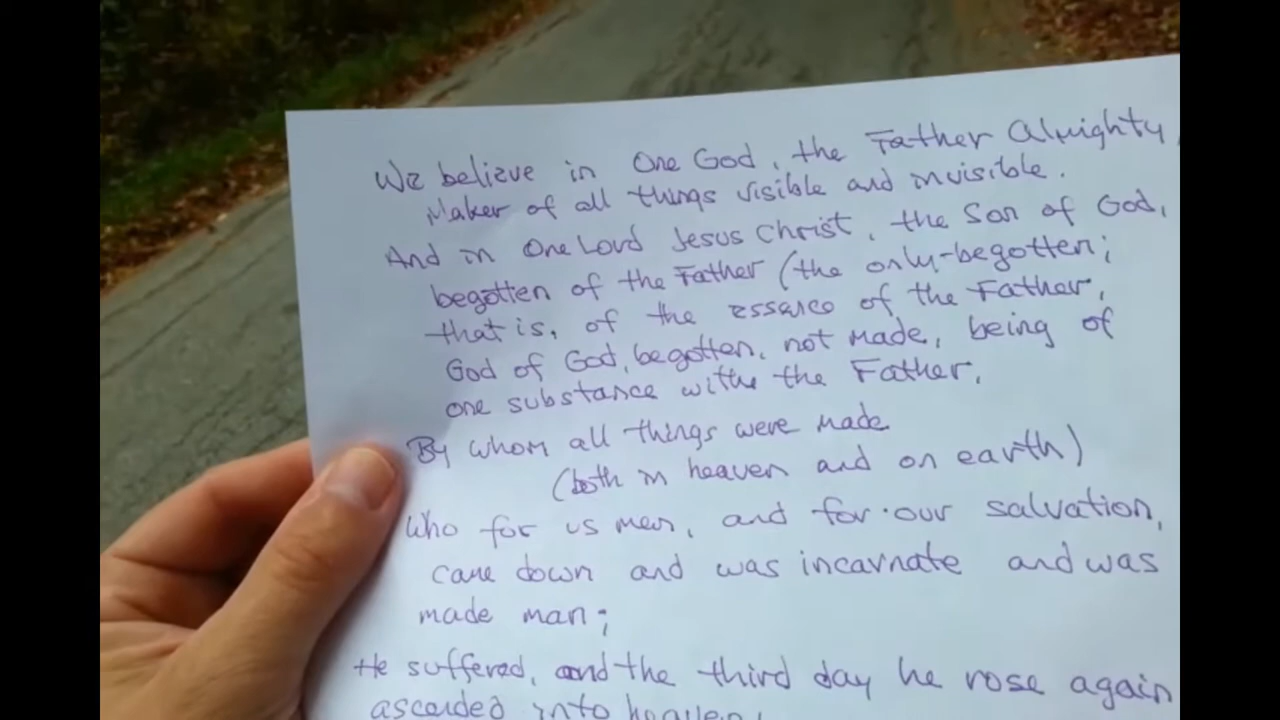 We believe in One God, the Father Almighty,
Maker of all things visible and invisible.
And in One Lord Jesus Christ, the Son of God,
begotten of the Father (the only-begotten;
that is, of the essence of the Father,
God of God, begotten, not made, being of
one substance withe the Father.
By whom all things were made
(both in heaven and on earth)
Who for us men, and for our salvation,
came down and was incarnate and was
made man;
He suffered, and the third day he rose again
ascended into heaven;